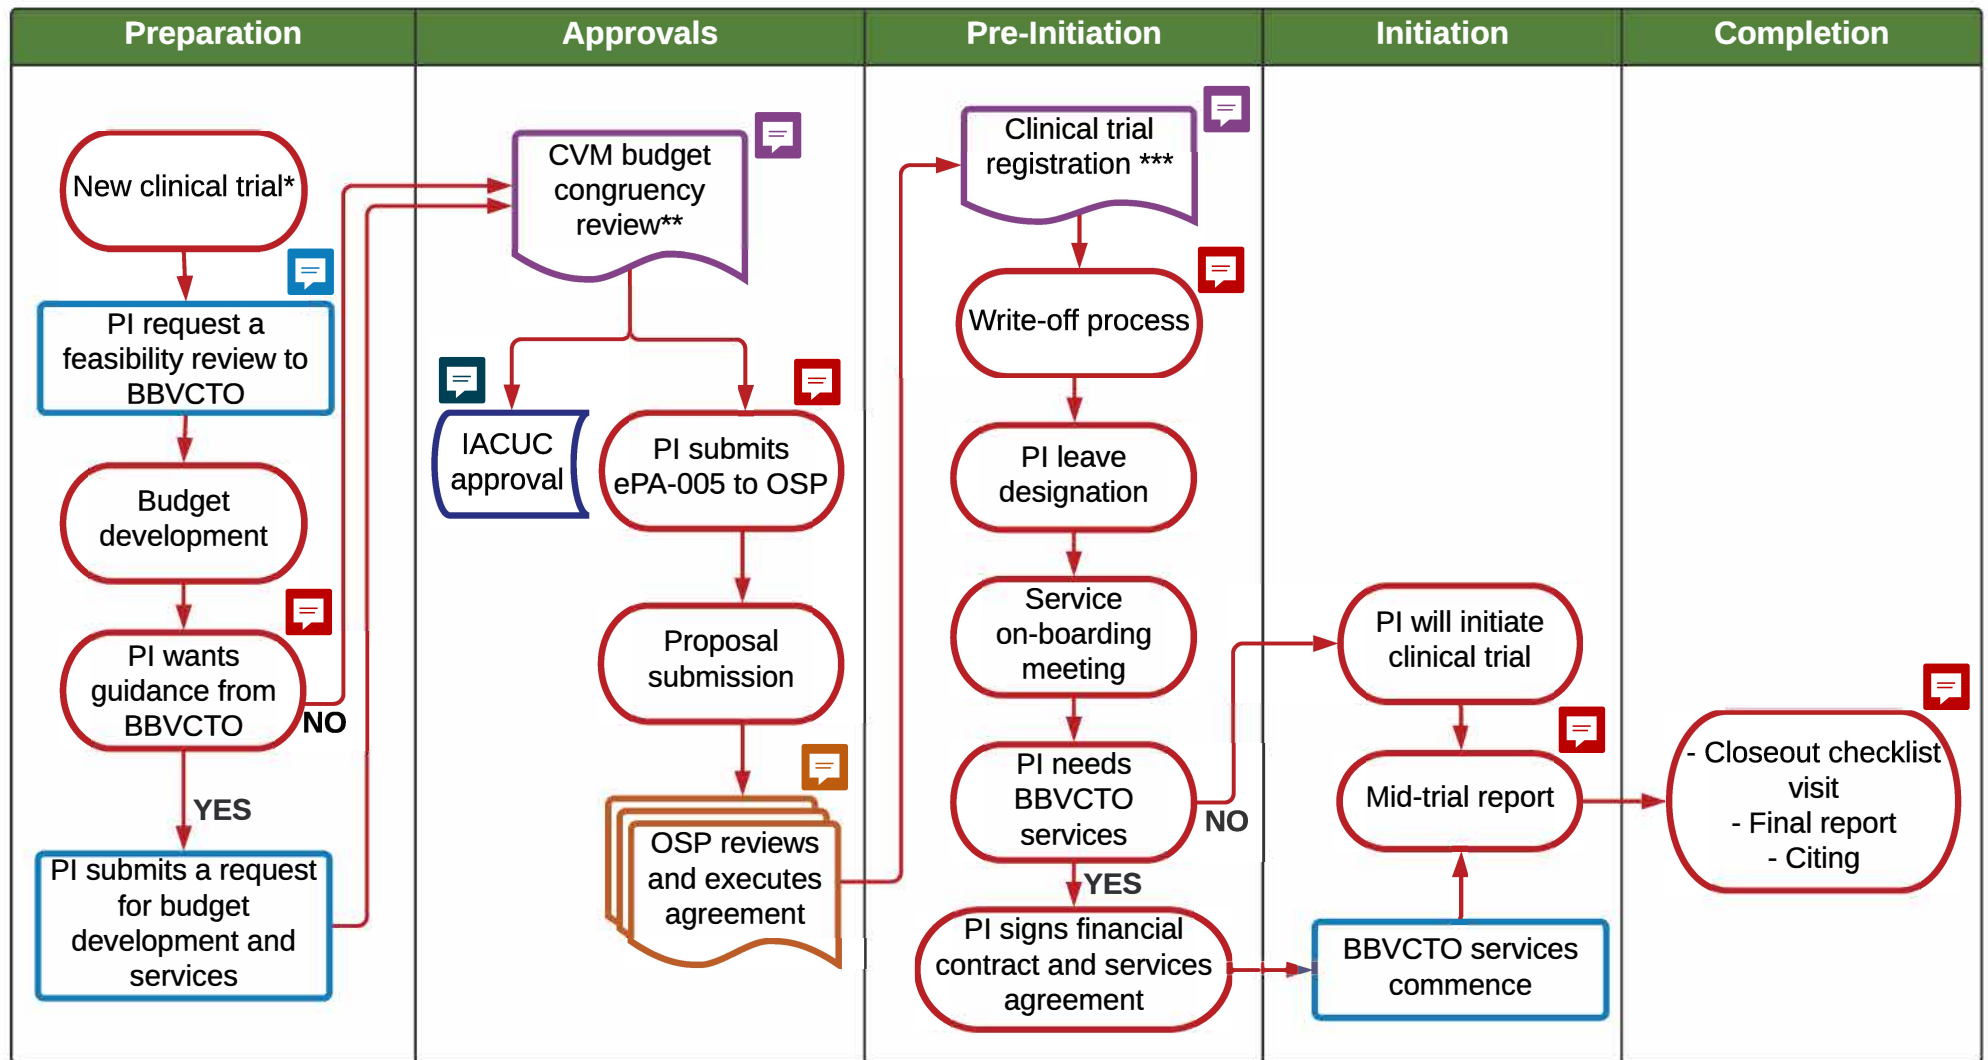 Preparation
Approvals
Pre-Initiation
Initiation
Completion
New clinical trial*
PI request a
feasibility review to
BBVCTO
Budget
development
PI wants
guidance from
BBVCTO
NO
YES
PI submits a request
for budget
development and
services
CVM budget
congruency
review**
IACUC
approval
PI submits
ePA-005 to OSP
Proposal
submission
OSP reviews
and executes
agreement
Clinical trial
registration ***
Write-off process
PI leave
designation
Service
on-boarding
meeting
PI needs
BBVCTO
services
NO
YES
PI signs financial
contract and services
agreement
PI will initiate
clinical trial
Mid-trial report
BBVCTO services
commence
- Closeout checklist
visit
- Final report
- Citing